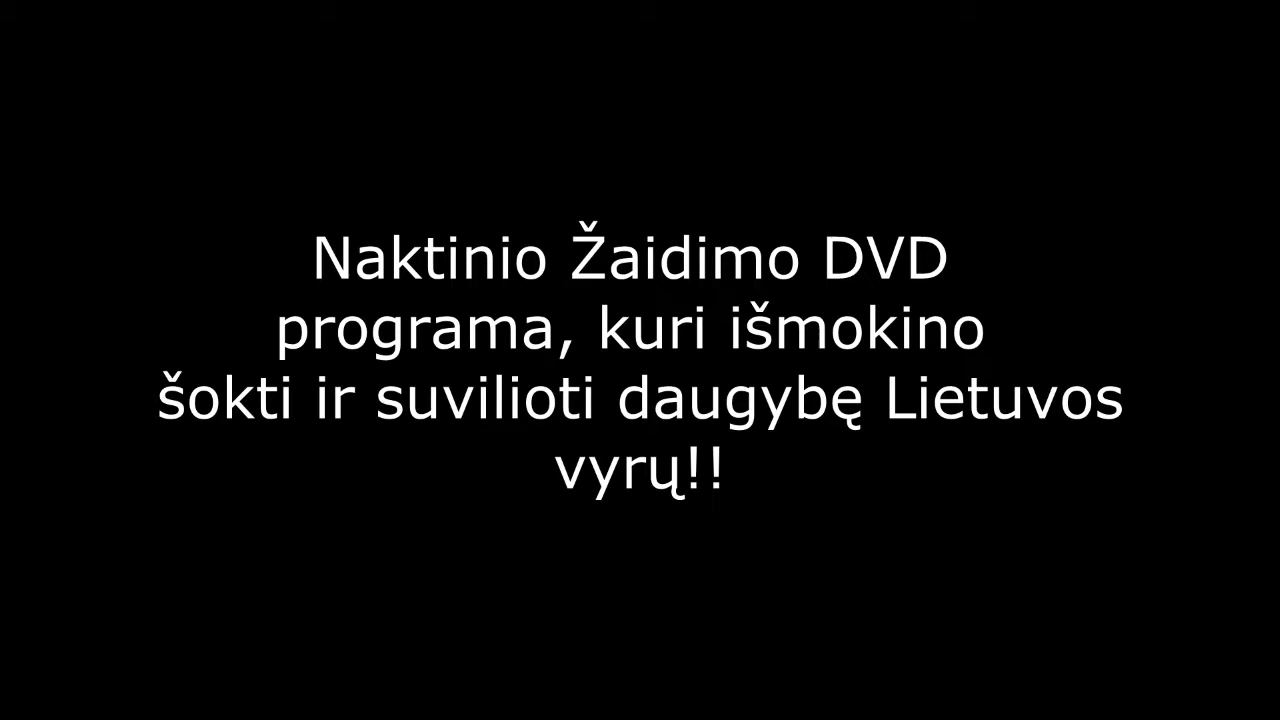 Naktinio Žaidimo DVD
programa, kuri išmokino
šokti ir suvilioti daugybę Lietuvos
vyrų!!